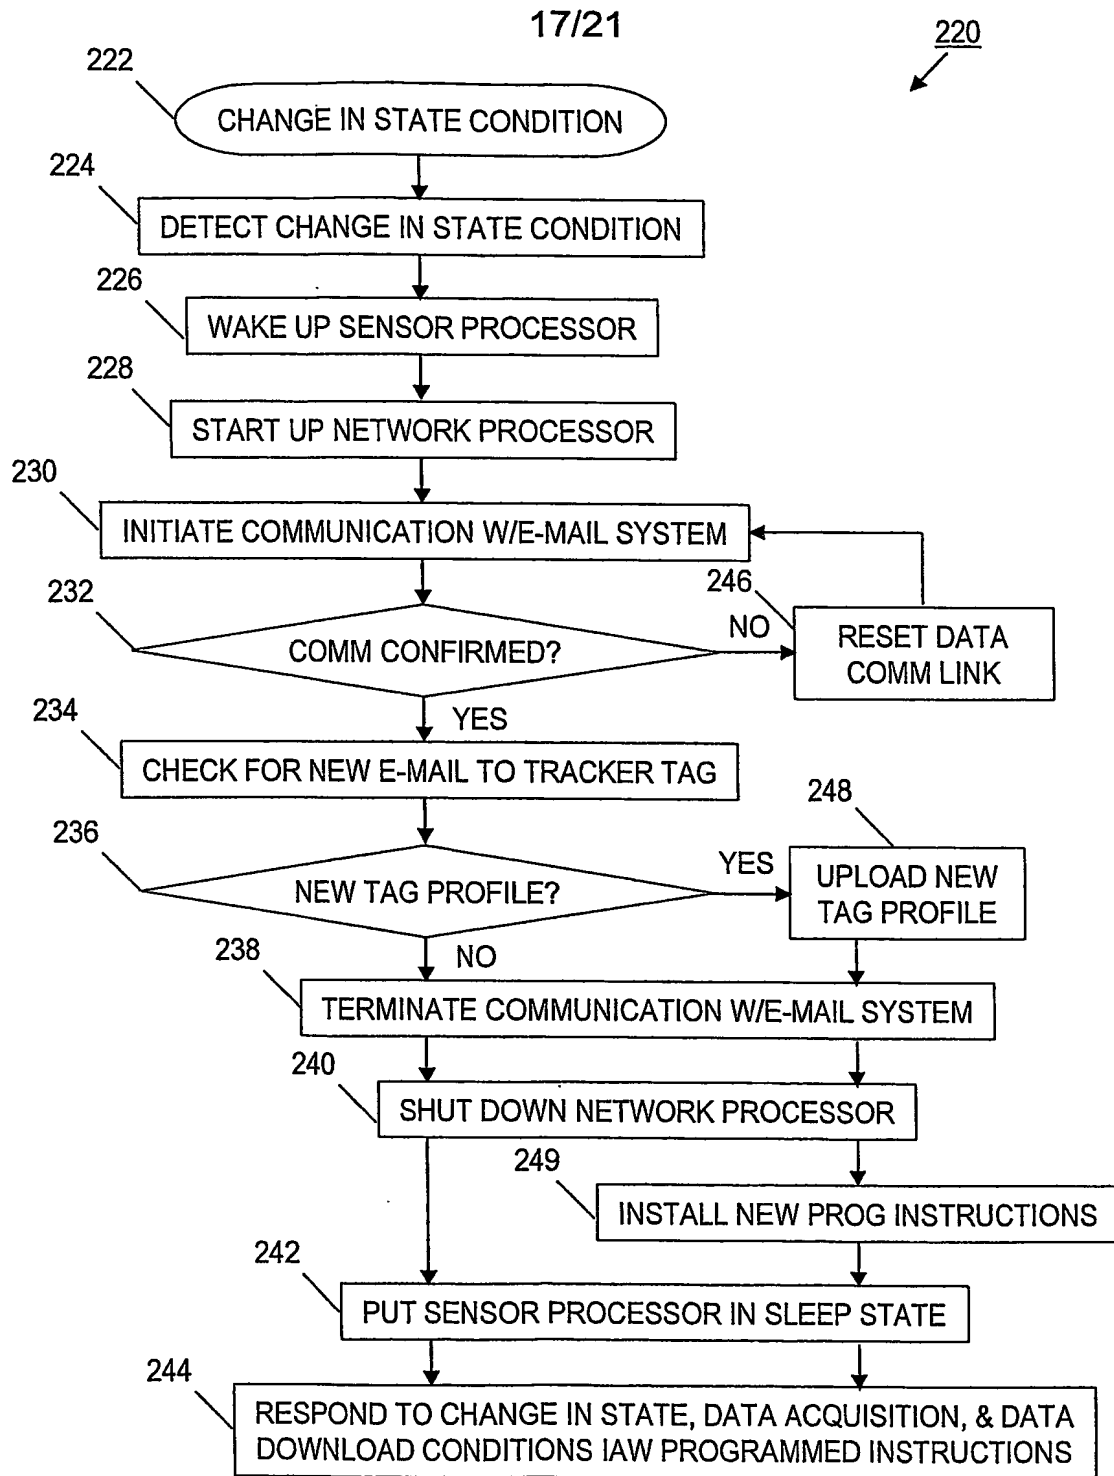 17/21
220
222
CHANGE IN STATE CONDITION
224
DETECT CHANGE IN STATE CONDITION
226
WAKE UP SENSOR PROCESSOR
228
START UP NETWORK PROCESSOR
230
INITIATE COMMUNICATION W/E-MAIL SYSTEM
232
COMM CONFIRMED?
NO
246
RESET DATA
COMM LINK
YES
234
CHECK FOR NEW E-MAIL TO TRACKER TAG
236
NEW TAG PROFILE?
YES
248
UPLOAD NEW
TAG PROFILE
NO
238
TERMINATE COMMUNICATION W/E-MAIL SYSTEM
240
SHUT DOWN NETWORK PROCESSOR
249
INSTALL NEW PROG INSTRUCTIONS
242
PUT SENSOR PROCESSOR IN SLEEP STATE
244
RESPOND TO CHANGE IN STATE, DATA ACQUISITION, & DATA
DOWNLOAD CONDITIONS IAW PROGRAMMED INSTRUCTIONS